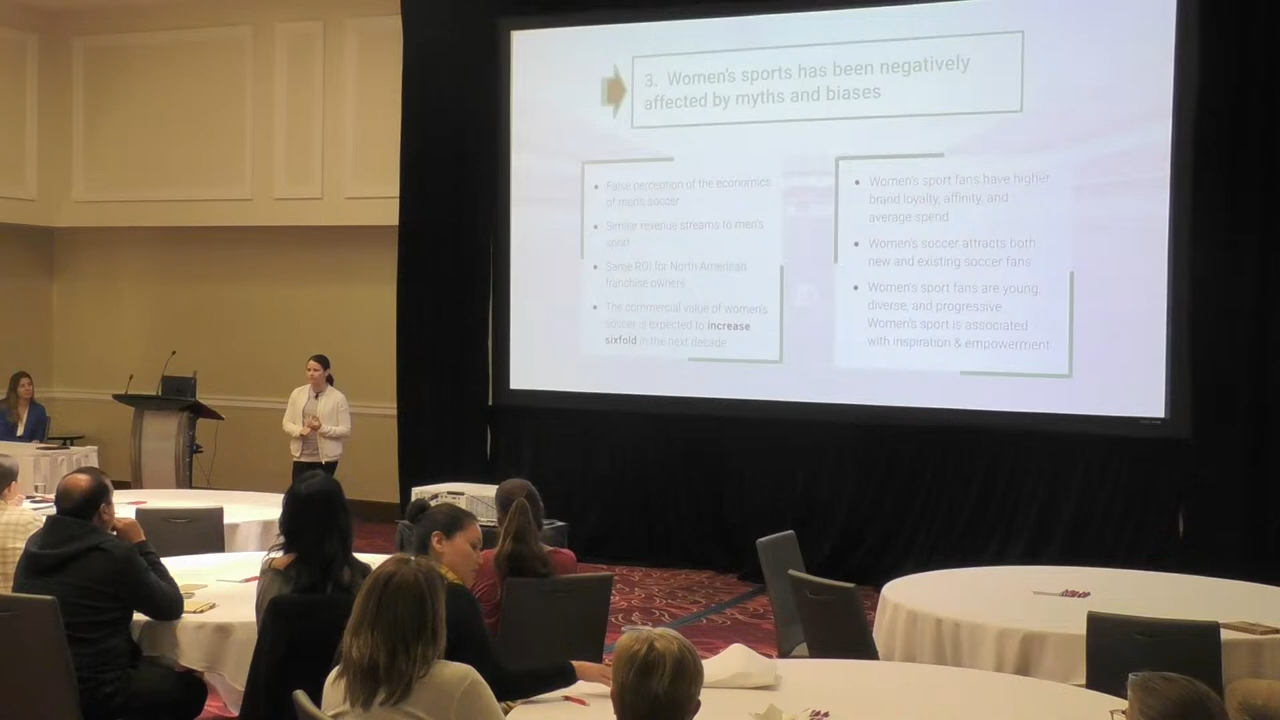 3. Women's sports has been negatively
affected by myths and biases
• False perception of the economics
of men's soccer
• Similar revenue streams to men's
sport
• Same ROI for North American
franchise owners
• The commercial value of women's
soccer is expected to increase
sixfold in the next decade
• Women's sport fans have higher
brand loyalty, affinity, and
average spend
• Women's soccer attracts both
new and existing soccer fans
• Women's sport fans are young,
diverse, and progressive
Women's sport is associated
with inspiration & empowerment